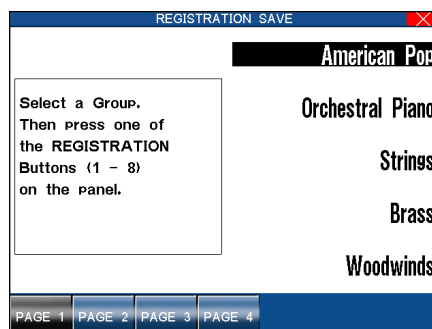 REGISTRATION SAVE
American Pop
Select a Group.
Then press one of
the REGISTRATION
Buttons (1 - 8)
on the panel.
Orchestral Piano
Strings
Brass
Woodwinds
PAGE 1 PAGE 2 PAGE 3 PAGE 4